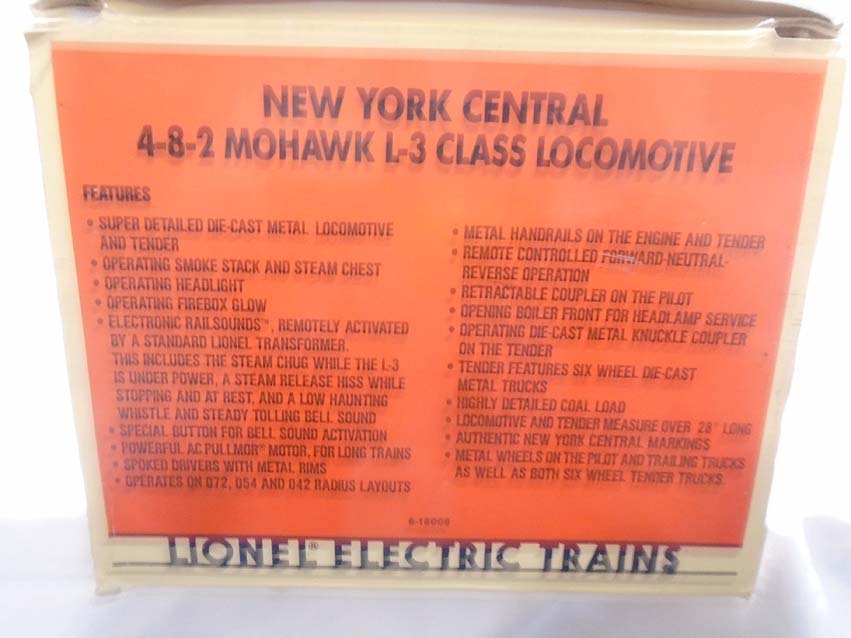 NEW YORK CENTRAL
4-8-2 MOHAWK L-3 CLASS LOCOMOTIVE
FEATURES
• SUPER DETAILED DIE-CAST METAL LOCOMOTIVE
AND TENDER
• OPERATING SMOKE STACK AND STEAM CHEST
• OPERATING HEADLIGHT
• OPERATING FIREBOX GLOW
• ELECTRONIC RAILSOUNDS™, REMOTELY ACTIVATED
BY A STANDARD LIONEL TRANSFORMER.
THIS INCLUDES THE STEAM CHUG WHILE THE L-3
IS UNDER POWER, A STEAM RELEASE HISS WHILE
STOPPING AND AT REST, AND A LOW HAUNTING
WHISTLE AND STEADY TOLLING BELL SOUND
• SPECIAL BUTTON FOR BELL SOUND ACTIVATION
• POWERFUL AC PULLMOR® MOTOR, FOR LONG TRAINS
• SPOKED DRIVERS WITH METAL RIMS
• OPERATES ON 072, 054 AND 042 RADIUS LAYOUTS
• METAL HANDRAILS ON THE ENGINE AND TENDER
• REMOTE CONTROLLED FORWARD-NEUTRAL-
REVERSE OPERATION
• RETRACTABLE COUPLER ON THE PILOT
• OPENING BOILER FRONT FOR HEADLAMP SERVICE
• OPERATING DIE-CAST METAL KNUCKLE COUPLER
ON THE TENDER
• TENDER FEATURES SIX WHEEL DIE-CAST
METAL TRUCKS
• HIGHLY DETAILED COAL LOAD
• LOCOMOTIVE AND TENDER MEASURE OVER 28" LONG
• AUTHENTIC NEW YORK CENTRAL MARKINGS
• METAL WHEELS ON THE PILOT AND TRAILING TRUCKS
AS WELL AS BOTH SIX WHEEL TENDER TRUCKS.
6-18009
LIONEL® ELECTRIC TRAINS